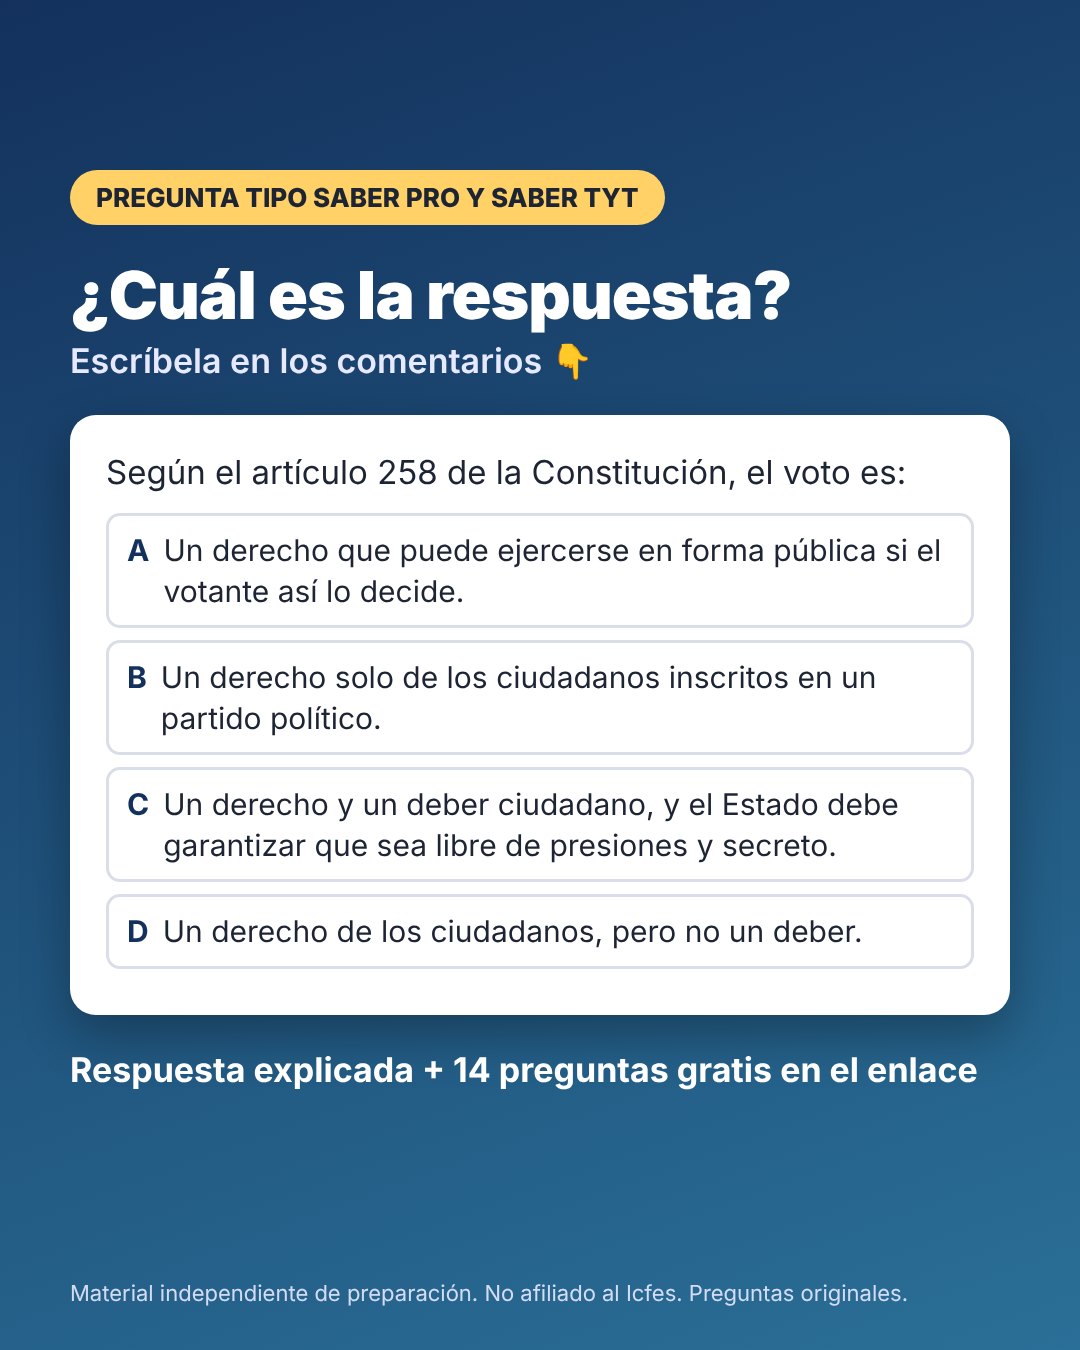 PREGUNTA TIPO SABER PRO Y SABER TYT
¿Cuál es la respuesta?
Escríbela en los comentarios 👇
Según el artículo 258 de la Constitución, el voto es:
A Un derecho que puede ejercerse en forma pública si el
votante así lo decide.
B Un derecho solo de los ciudadanos inscritos en un
partido político.
C Un derecho y un deber ciudadano, y el Estado debe
garantizar que sea libre de presiones y secreto.
D Un derecho de los ciudadanos, pero no un deber.
Respuesta explicada + 14 preguntas gratis en el enlace
Material independiente de preparación. No afiliado al Icfes. Preguntas originales.